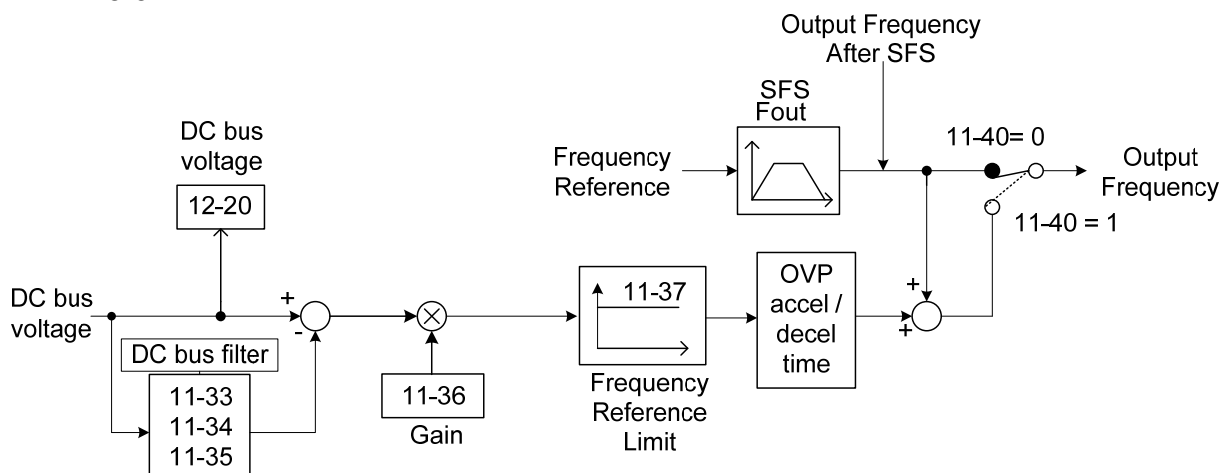 Output Frequency
After SFS
SFS
Fout
DC bus
voltage
11-40= 0
Frequency
Reference
Output
Frequency
12-20
11-40 = 1
DC bus
voltage
+
-
11-37
OVP
accel /
decel
time
+
+
DC bus filter
11-33
11-34
11-35
11-36
Gain
Frequency
Reference
Limit